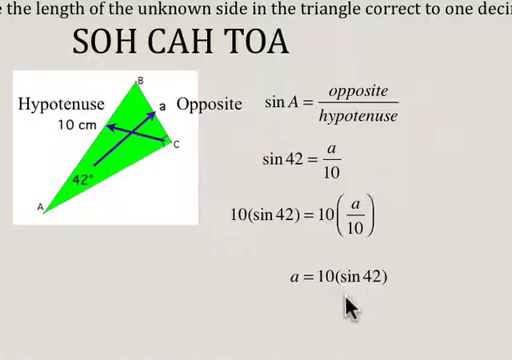 the length of the unknown side in the triangle correct to one
SOH CAH TOA
B
Hypotenuse
a Opposite
10 cm
C
42°
A
sin A = opposite / hypotenuse
sin 42 = a / 10
10(sin 42) = 10(a / 10)
a = 10(sin 42)